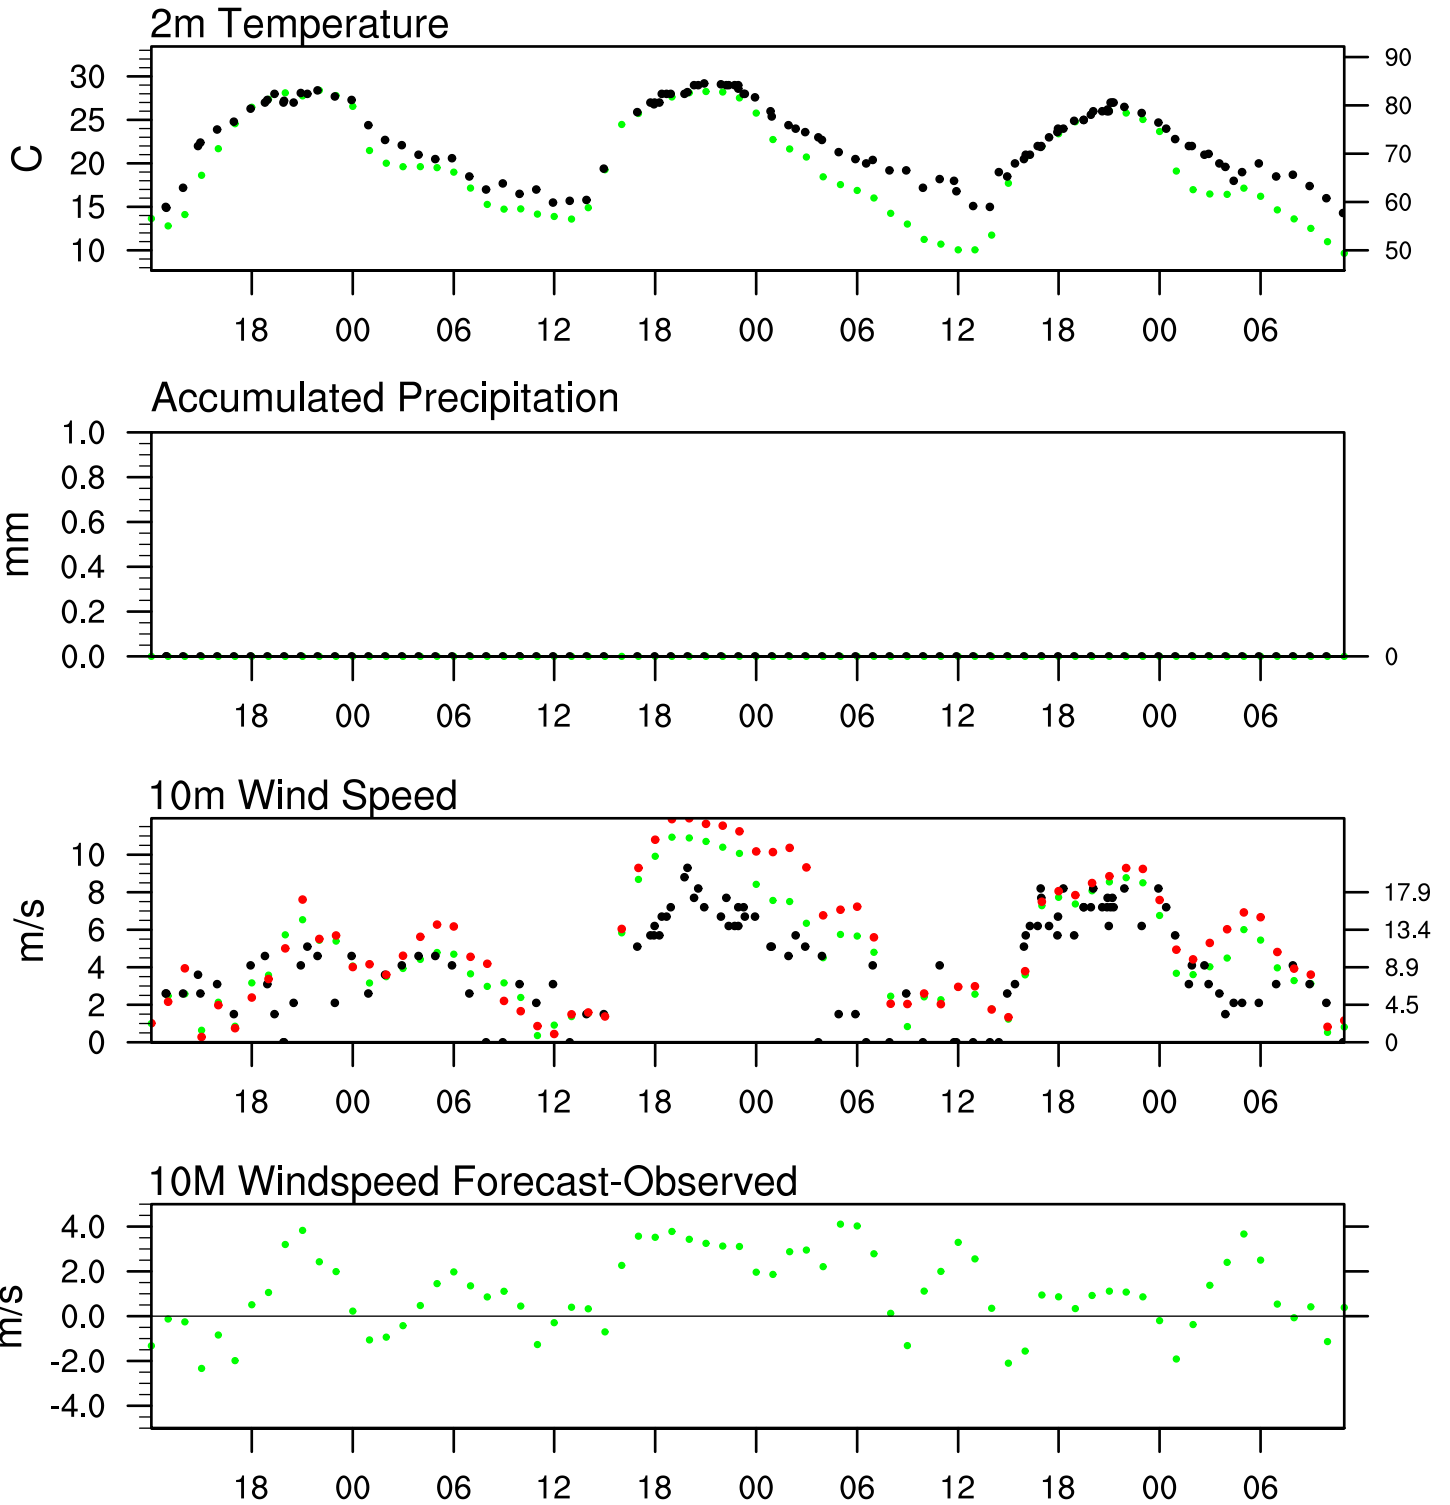 2m Temperature
C
30
25
20
15
10
90
80
70
60
50
18 00 06 12 18 00 06 12 18 00 06
Accumulated Precipitation
mm
1.0
0.8
0.6
0.4
0.2
0.0
0
18 00 06 12 18 00 06 12 18 00 06
10m Wind Speed
m/s
10
8
6
4
2
0
17.9
13.4
8.9
4.5
0
18 00 06 12 18 00 06 12 18 00 06
10M Windspeed Forecast-Observed
m/s
4.0
2.0
0.0
-2.0
-4.0
18 00 06 12 18 00 06 12 18 00 06